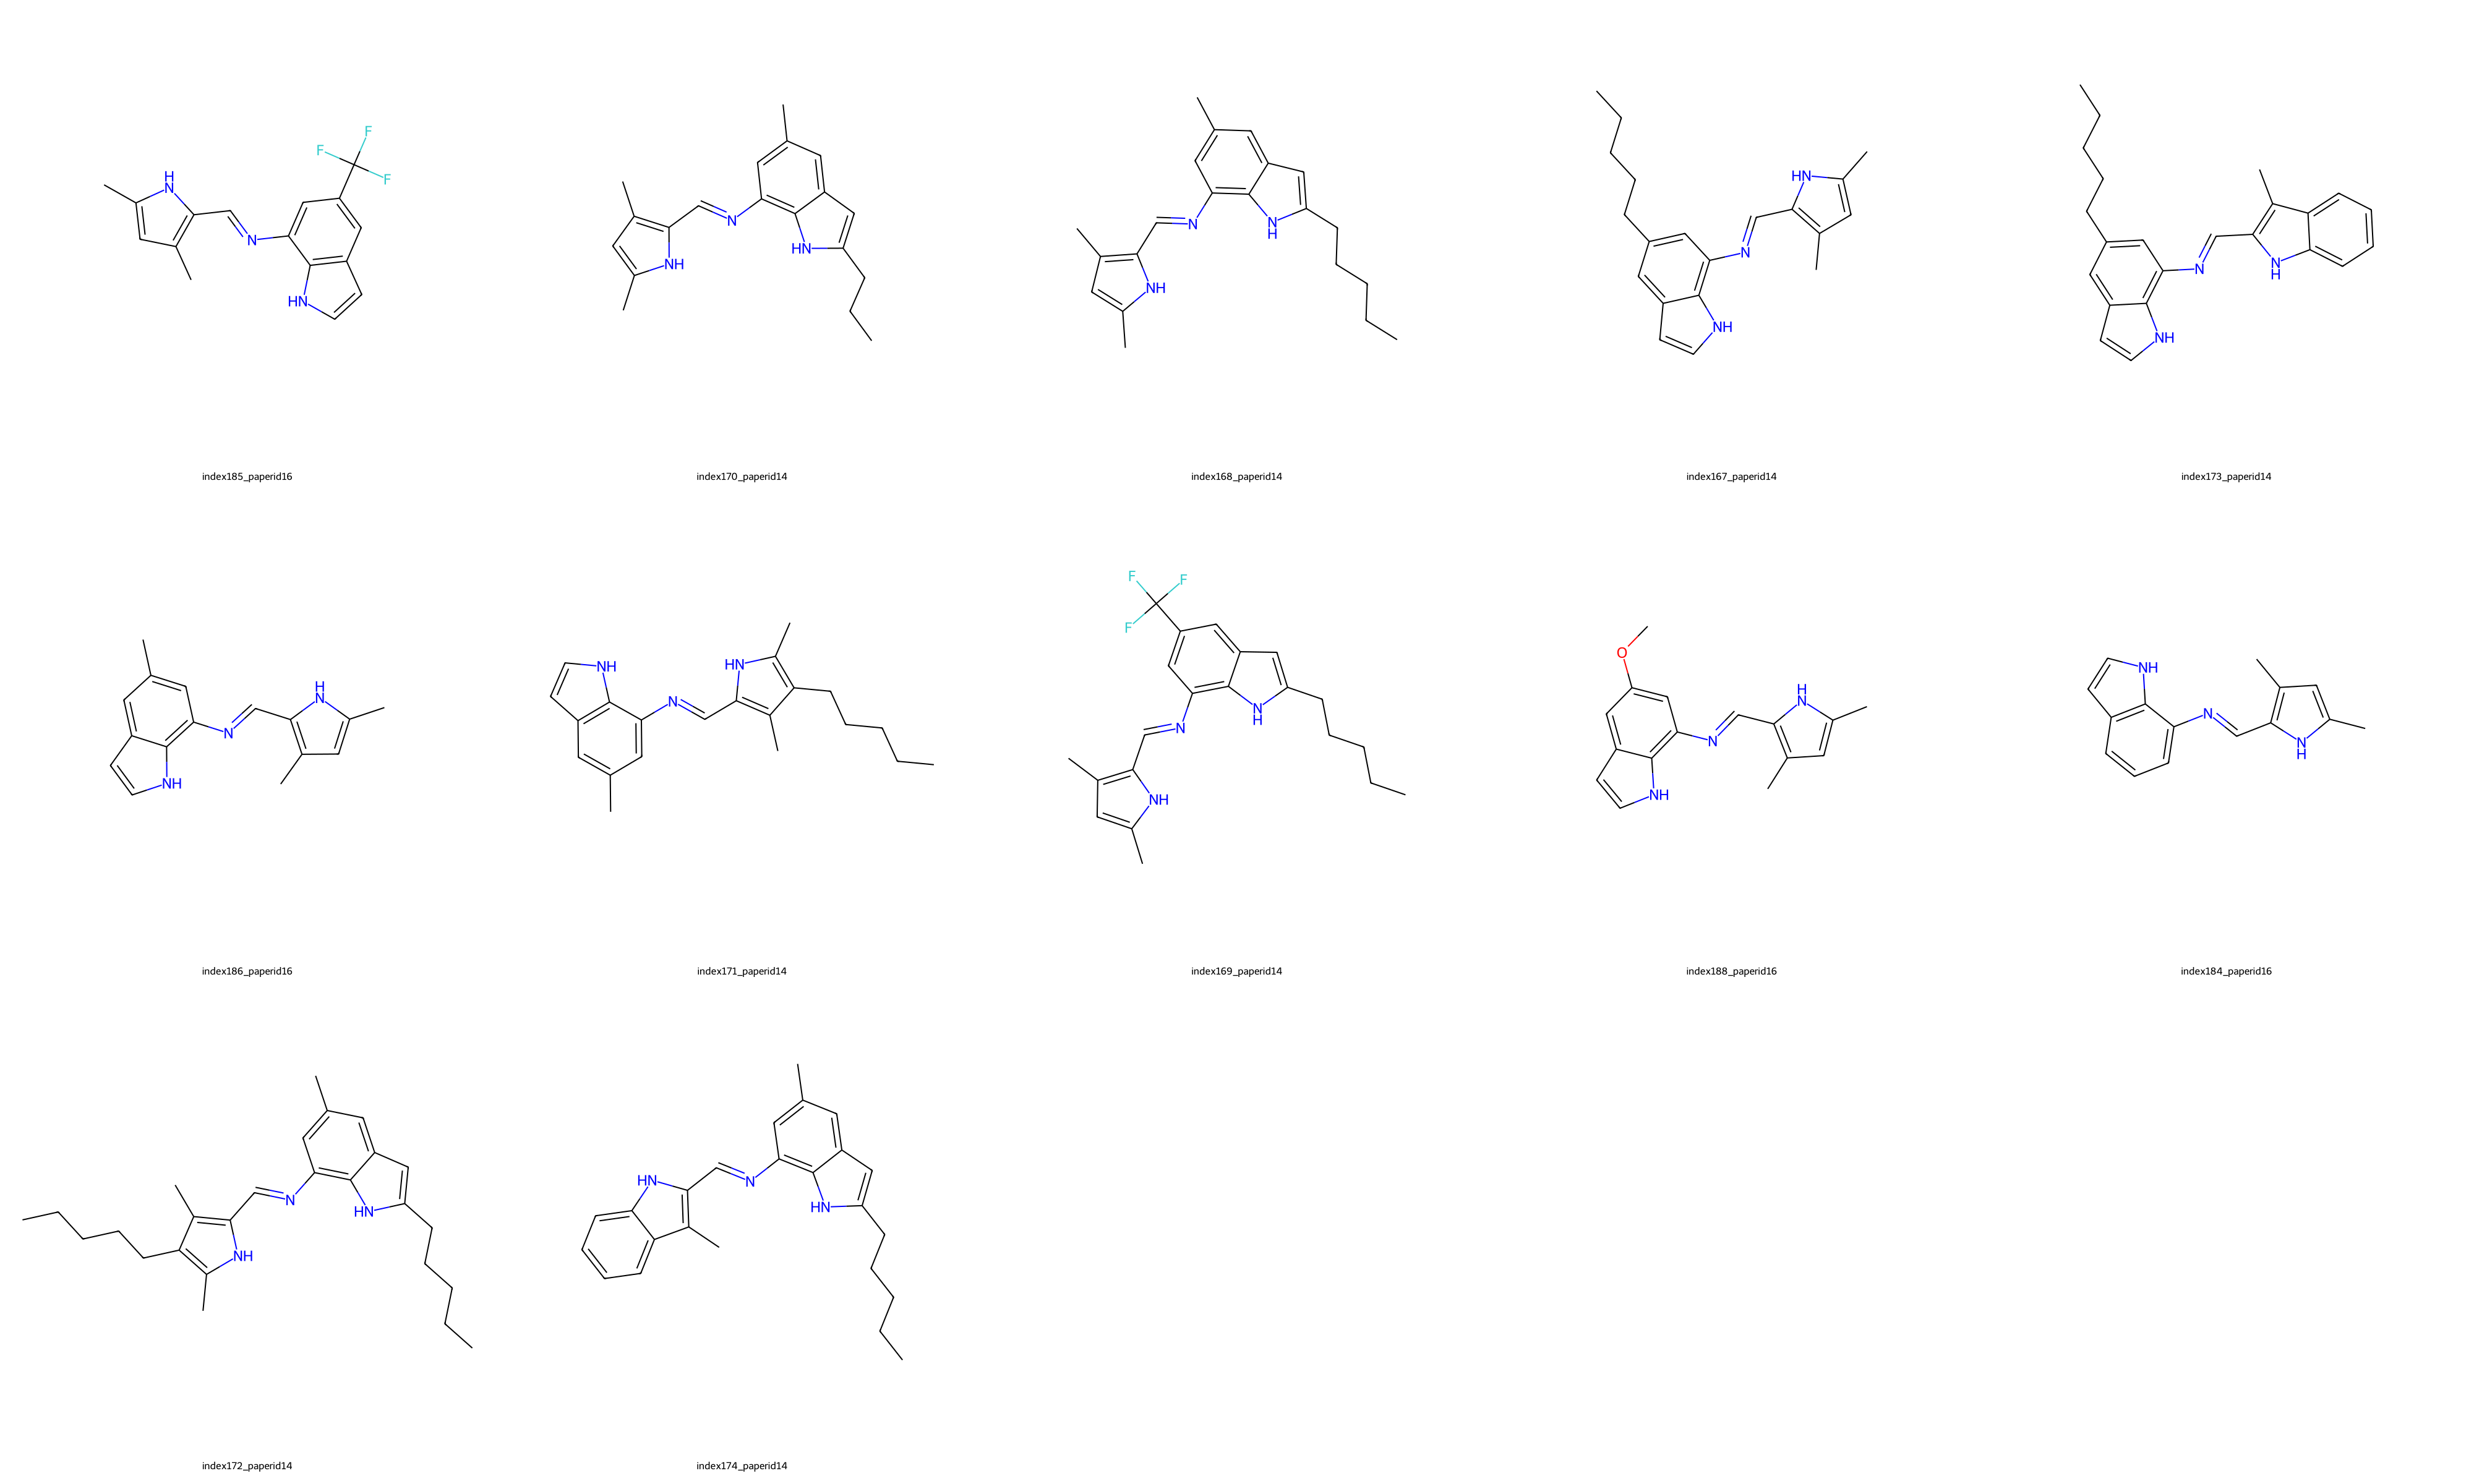 F
F
F
H
N
N
HN
index185_paperid16
N
NH
HN
index170_paperid14
N
NH
N
H
index168_paperid14
HN
N
NH
index167_paperid14
N
N
H
NH
index173_paperid14
H
N
N
NH
index186_paperid16
NH
HN
N
index171_paperid14
F
F
F
N
H
N
NH
index169_paperid14
O
H
N
N
NH
index188_paperid16
NH
N
N
H
index184_paperid16
N
HN
NH
index172_paperid14
HN
N
HN
index174_paperid14